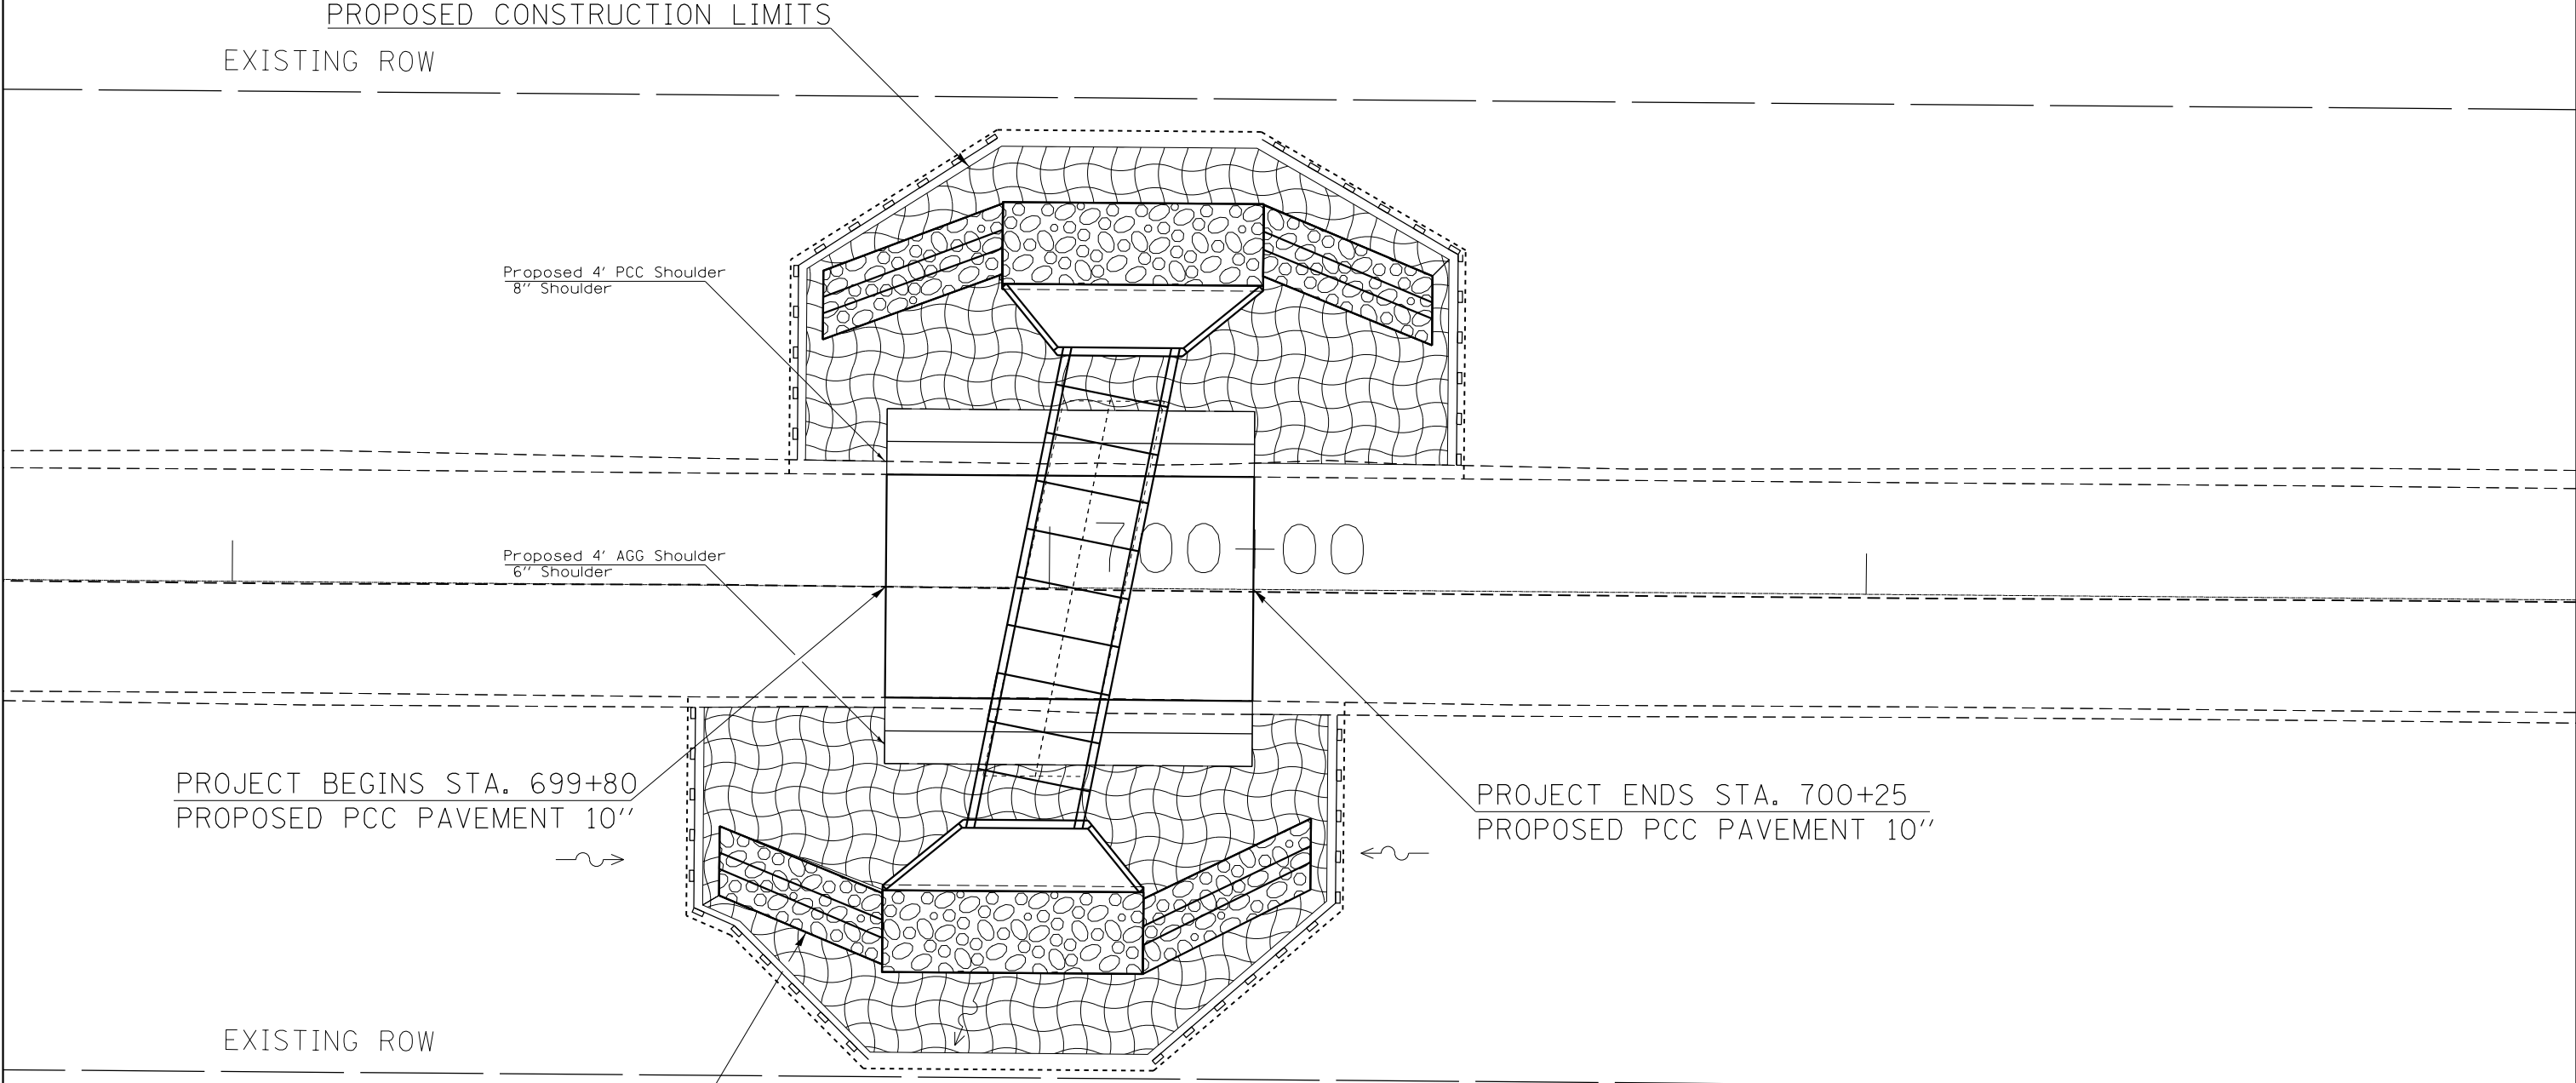 PROPOSED CONSTRUCTION LIMITS
EXISTING ROW
Proposed 4' PCC Shoulder
8" Shoulder
700+00
Proposed 4' AGG Shoulder
6" Shoulder
PROJECT BEGINS STA. 699+80
PROPOSED PCC PAVEMENT 10"
PROJECT ENDS STA. 700+25
PROPOSED PCC PAVEMENT 10"
EXISTING ROW